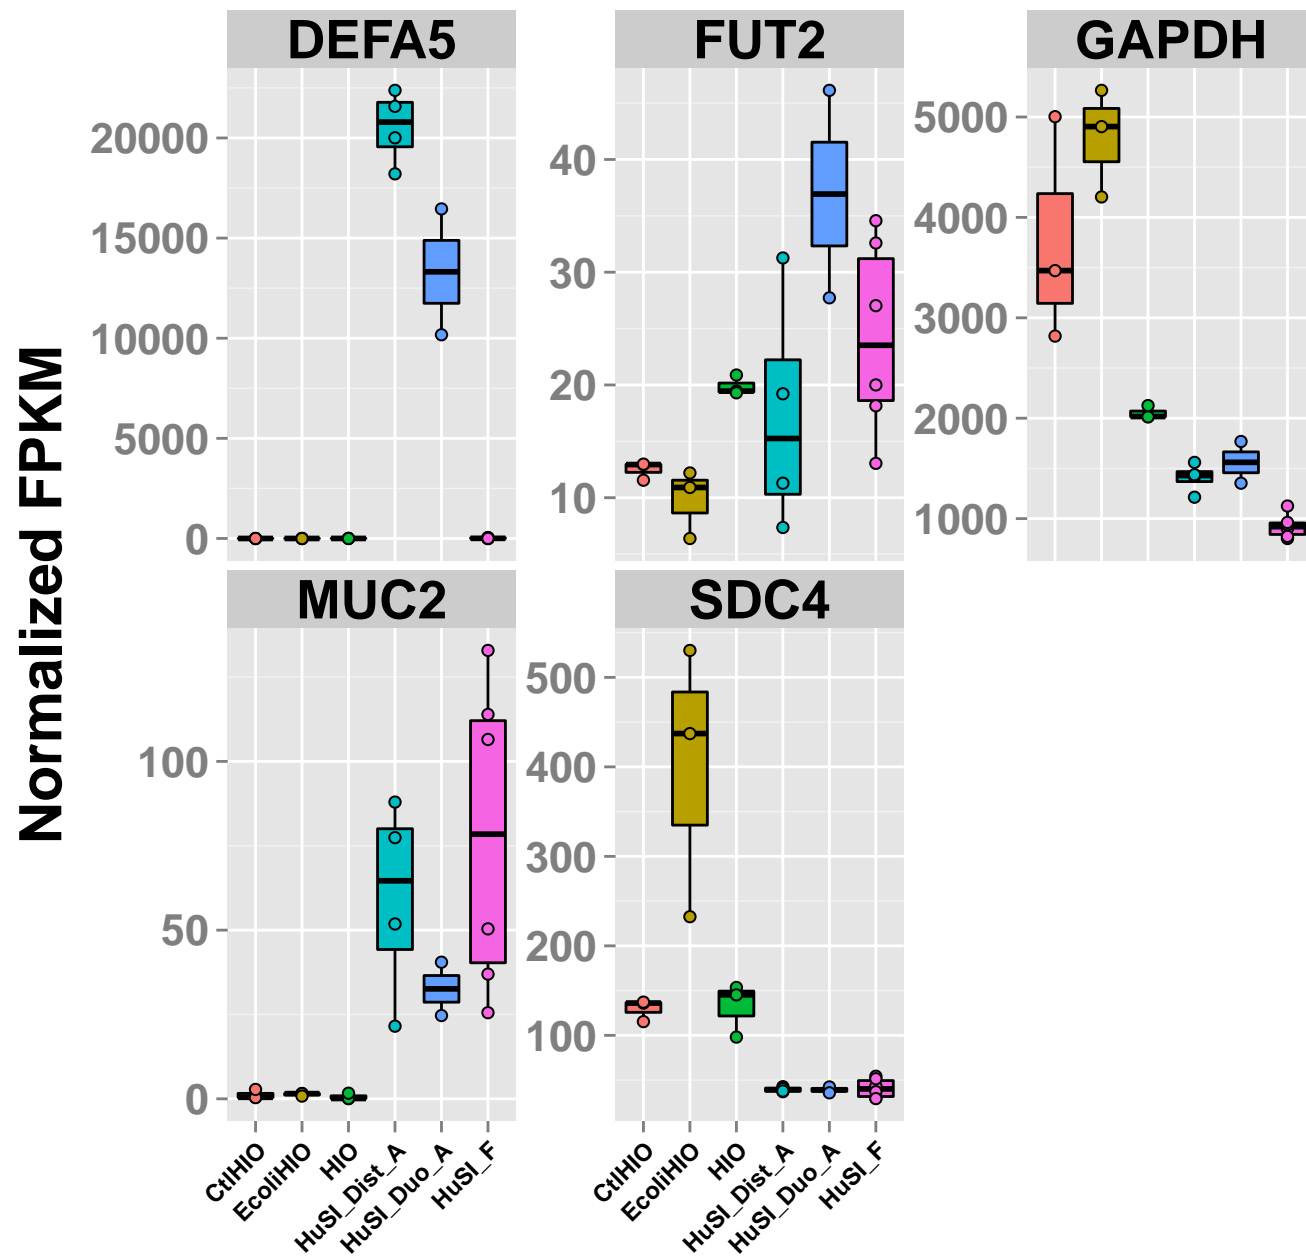 DEFA5
FUT2
GAPDH
Normalized FPKM
20000
15000
10000
5000
0
40
30
20
10
5000
4000
3000
2000
1000
MUC2
SDC4
100
50
0
500
400
300
200
100
CtlHIO
EcoliHIO
HIO
HuSI_Dist_A
HuSI_Duo_A
HuSI_F
CtlHIO
EcoliHIO
HIO
HuSI_Dist_A
HuSI_Duo_A
HuSI_F